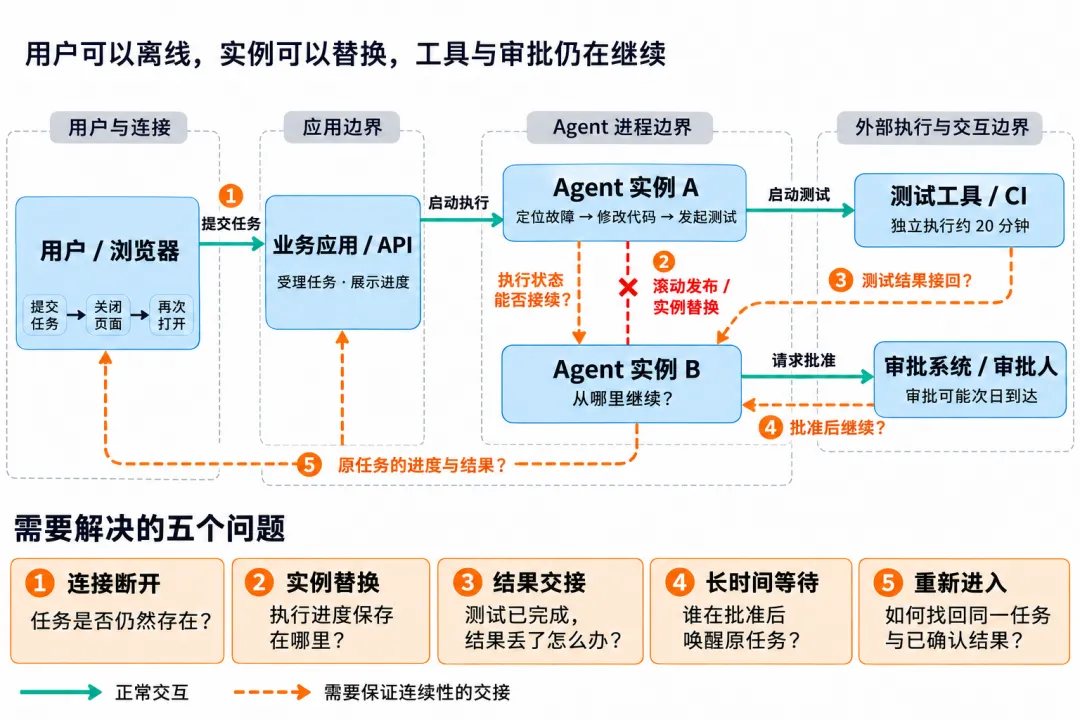 用户可以离线，实例可以替换，工具与审批仍在继续
用户与连接
应用边界
Agent 进程边界
外部执行与交互边界
用户 / 浏览器
提交
任务
关闭
页面
再次
打开
1
提交任务
业务应用 / API
受理任务 · 展示进度
启动执行
Agent 实例 A
定位故障 → 修改代码 → 发起测试
启动测试
测试工具 / CI
独立执行约 20 分钟
执行状态
能否接续？
2
滚动发布 /
实例替换
3 测试结果接回？
Agent 实例 B
从哪里继续？
请求批准
审批系统 / 审批人
审批可能次日到达
4 批准后继续？
5 原任务的进度与结果？
需要解决的五个问题
1 连接断开
任务是否仍然存在？
2 实例替换
执行进度保存
在哪里？
3 结果交接
测试已完成，
结果丢了怎么办？
4 长时间等待
谁在批准后
唤醒原任务？
5 重新进入
如何找回同一任务
与已确认结果？
正常交互
需要保证连续性的交接